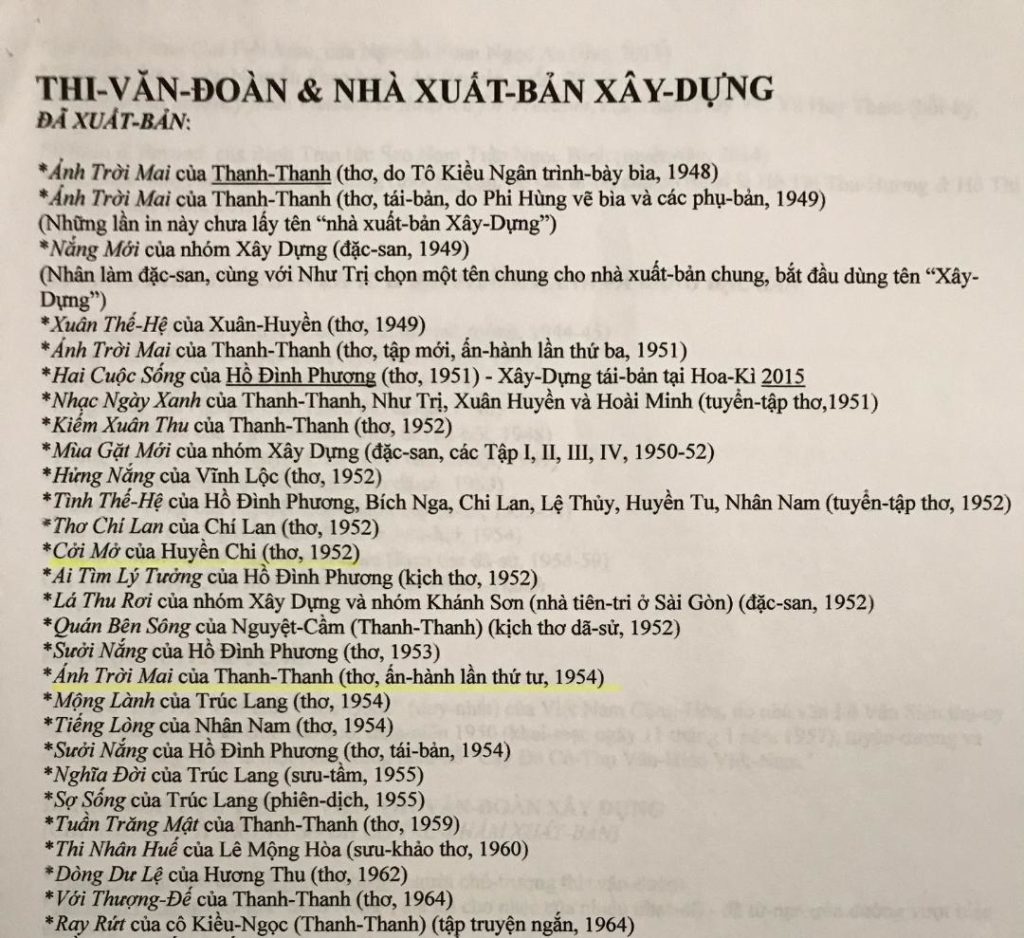 THI-VĂN-ĐOÀN & NHÀ XUẤT-BẢN XÂY-DỰNG
ĐÃ XUẤT-BẢN:
*Ánh Trời Mai của Thanh-Thanh (thơ, do Tô Kiều Ngân trình-bày bìa, 1948)
*Ánh Trời Mai của Thanh-Thanh (thơ, tái-bản, do Phi Hùng vẽ bìa và các phụ-bản, 1949)
(Những lần in này chưa lấy tên “nhà xuất-bản Xây-Dựng”)
*Nắng Mới của nhóm Xây Dựng (đặc-san, 1949)
(Nhân làm đặc-san, cùng với Như Trị chọn một tên chung cho nhà xuất-bản chung, bắt đầu dùng tên “Xây-
Dựng”)
*Xuân Thế-Hệ của Xuân-Huyền (thơ, 1949)
*Ánh Trời Mai của Thanh-Thanh (thơ, tập mới, ấn-hành lần thứ ba, 1951)
*Hai Cuộc Sống của Hồ Đình Phương (thơ, 1951) - Xây-Dựng tái-bản tại Hoa-Kì 2015
*Nhạc Ngày Xanh của Thanh-Thanh, Như Trị, Xuân Huyền và Hoài Minh (tuyển-tập thơ,1951)
*Kiếm Xuân Thu của Thanh-Thanh (thơ, 1952)
*Mùa Gặt Mới của nhóm Xây Dựng (đặc-san, các Tập I, II, III, IV, 1950-52)
*Hứng Nắng của Vĩnh Lộc (thơ, 1952)
*Tình Thế-Hệ của Hồ Đình Phương, Bích Nga, Chi Lan, Lệ Thủy, Huyền Tu, Nhân Nam (tuyển-tập thơ, 1952)
*Thơ Chí Lan của Chí Lan (thơ, 1952)
*Cởi Mở của Huyền Chi (thơ, 1952)
*Ai Tìm Lý Tưởng của Hồ Đình Phương (kịch thơ, 1952)
*Lá Thu Rơi của nhóm Xây Dựng và nhóm Khánh Sơn (nhà tiên-tri ở Sài Gòn) (đặc-san, 1952)
*Quán Bên Sông của Nguyệt-Cầm (Thanh-Thanh) (kịch thơ dã-sử, 1952)
*Sưởi Nắng của Hồ Đình Phương (thơ, 1953)
*Ánh Trời Mai của Thanh-Thanh (thơ, ấn-hành lần thứ tư, 1954)
*Mộng Lành của Trúc Lang (thơ, 1954)
*Tiếng Lòng của Nhân Nam (thơ, 1954)
*Sưởi Nắng của Hồ Đình Phương (thơ, tái-bản, 1954)
*Nghĩa Đời của Trúc Lang (sưu-tầm, 1955)
*Sợ Sống của Trúc Lang (phiên-dịch, 1955)
*Tuần Trăng Mật của Thanh-Thanh (thơ, 1959)
*Thi Nhân Huế của Lê Mộng Hòa (sưu-khảo thơ, 1960)
*Dòng Dư Lệ của Hương Thu (thơ, 1962)
*Với Thượng-Đế của Thanh-Thanh (thơ, 1964)
*Ray Rứt của cô Kiều-Ngọc (Thanh-Thanh) (tập truyện ngắn, 1964)